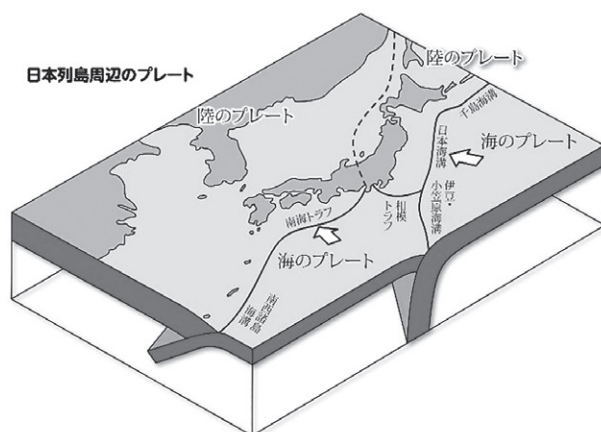 日本列島周辺のプレート
陸のプレート
陸のプレート
千島海溝
日本海溝
海のプレート
伊豆・
小笠原海溝
相模
トラフ
南海トラフ
海のプレート
南西諸島
海溝